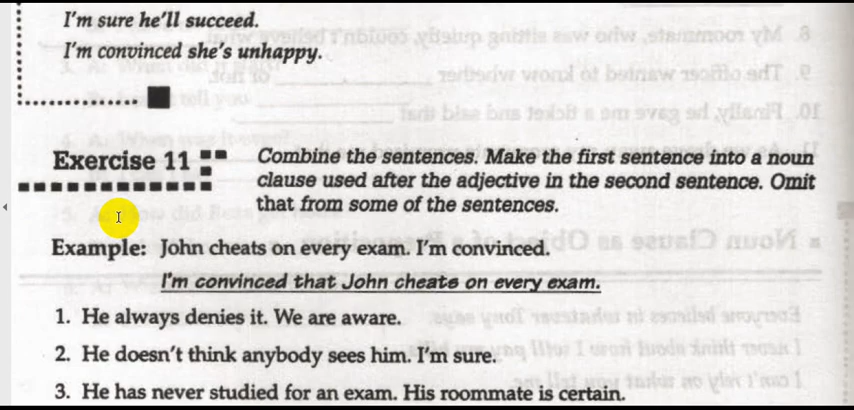 I'm sure he'll succeed.
I'm convinced she's unhappy.
Exercise 11
Combine the sentences. Make the first sentence into a noun
clause used after the adjective in the second sentence. Omit
that from some of the sentences.
Example: John cheats on every exam. I'm convinced.
I'm convinced that John cheats on every exam.
1. He always denies it. We are aware.
2. He doesn't think anybody sees him. I'm sure.
3. He has never studied for an exam. His roommate is certain.